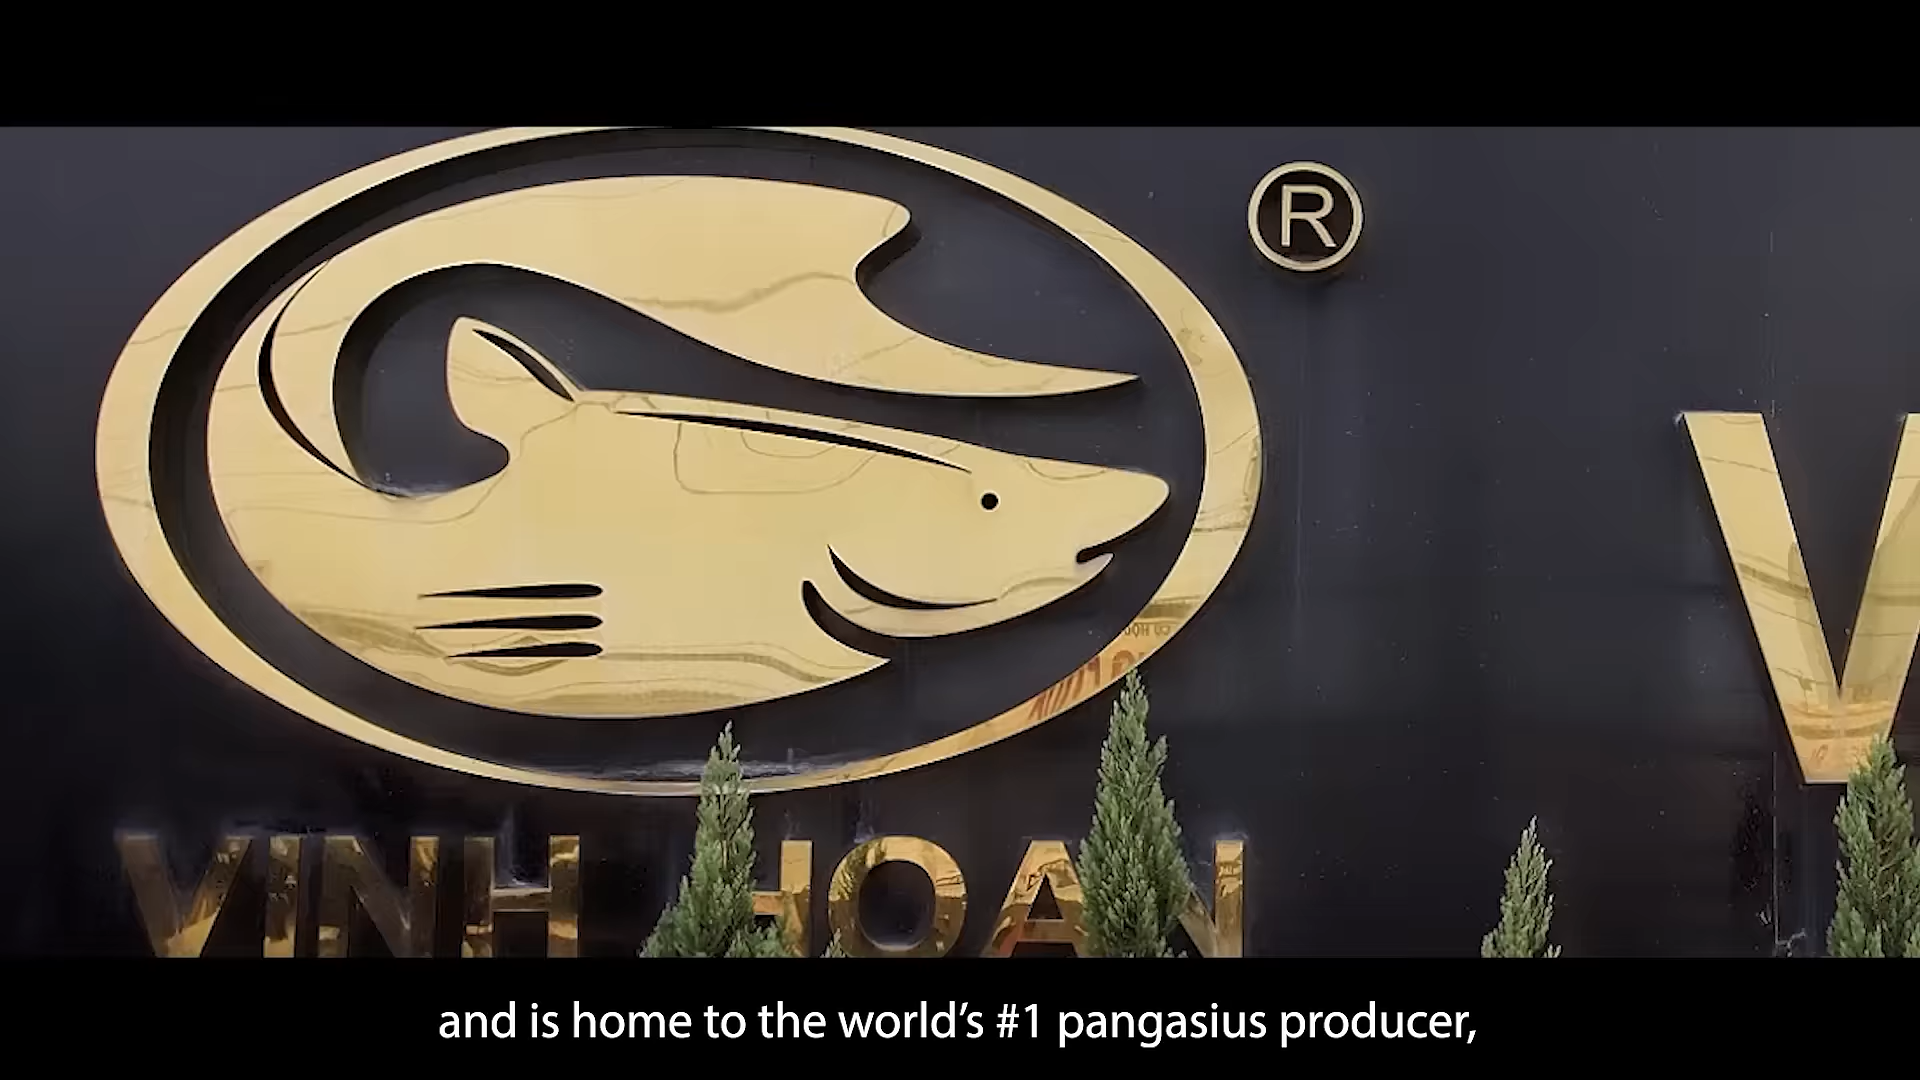 ®
V
VINH HOAN
and is home to the world's #1 pangasius producer,